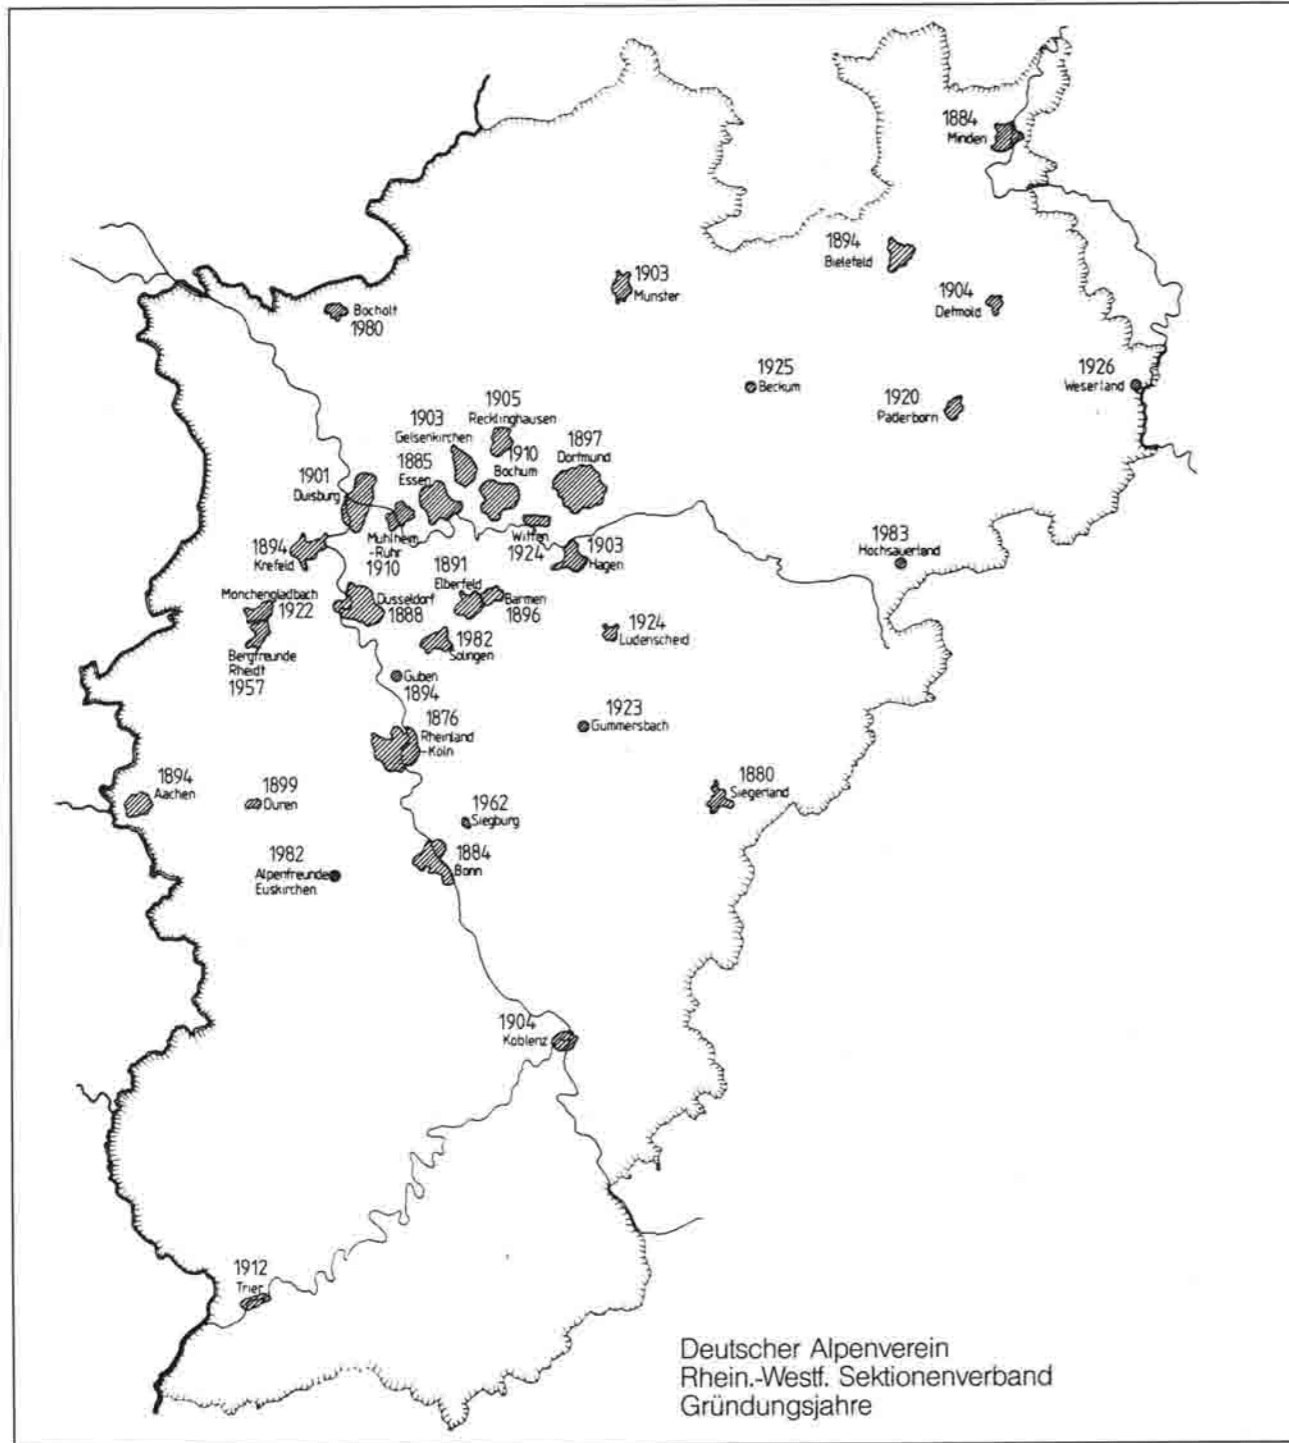 1884
Minden
1894
Bielefeld
1903
Munster
1904
Detmold
Bocholt
1980
1925
Beckum
1926
Weserland
1920
Paderborn
1905
Recklinghausen
1903
Gelsenkirchen
1897
Dortmund
1910
Bochum
1885
Essen
1901
Duisburg
Mulheim
-Ruhr
1910
Witten
1924
1903
Hagen
1983
Hochsauerland
1894
Krefeld
1891
Elberfeld
Barmen
1896
Monchengladbach
1922
Dusseldorf
1888
1924
Ludenscheid
1982
Solingen
Bergfreunde
Rheidt
1957
Guben
1894
1923
Gummersbach
1876
Rheinland
-Koln
1894
Aachen
1899
Duren
1880
Siegerland
1962
Siegburg
1982
Alpenfreunde
Euskirchen
1884
Bonn
1904
Koblenz
1912
Trier
Deutscher Alpenverein
Rhein.-Westf. Sektionenverband
Gründungsjahre